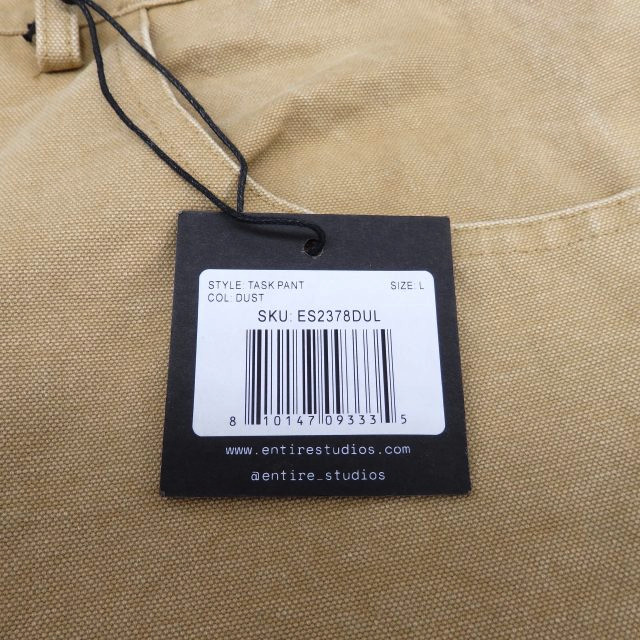 STYLE: TASK PANT SIZE: L
COL: DUST
SKU: ES2378DUL
8 10147 09333 5
www.entirestudios.com
@entire_studios